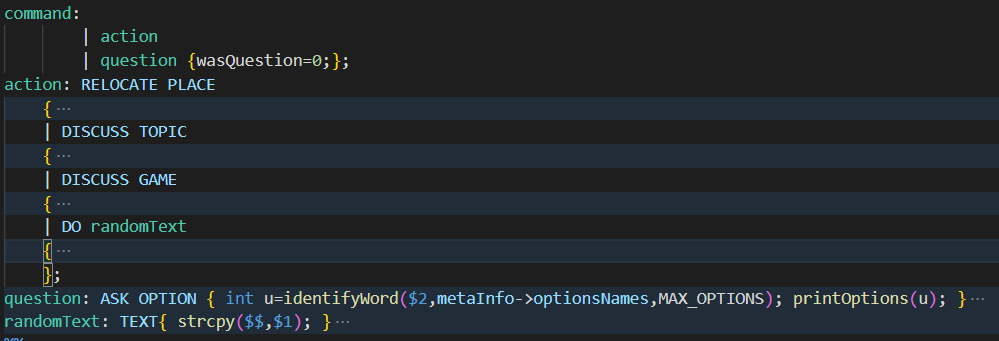 command:
| action
| question {wasQuestion=0;};
action: RELOCATE PLACE
{ ···
| DISCUSS TOPIC
{ ···
| DISCUSS GAME
{ ···
| DO randomText
{ ···
};
question: ASK OPTION { int u=identifyWord($2,metaInfo->optionsNames,MAX_OPTIONS); printOptions(u); } ···
randomText: TEXT{ strcpy($$,$1); } ···
%%